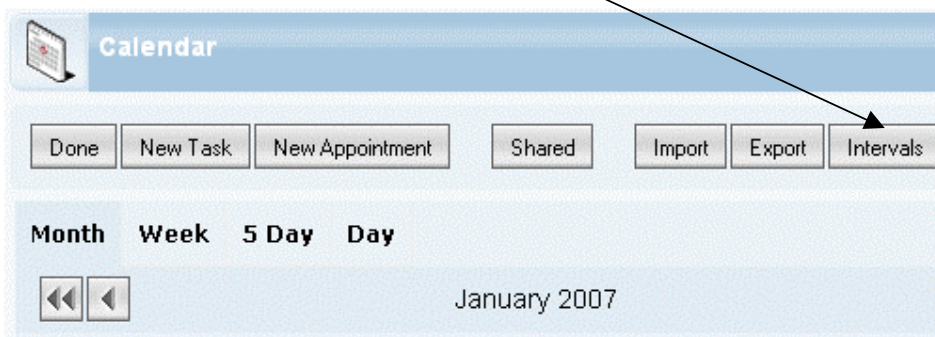 Calendar
Done New Task New Appointment Shared Import Export Intervals
Month Week 5 Day Day
January 2007